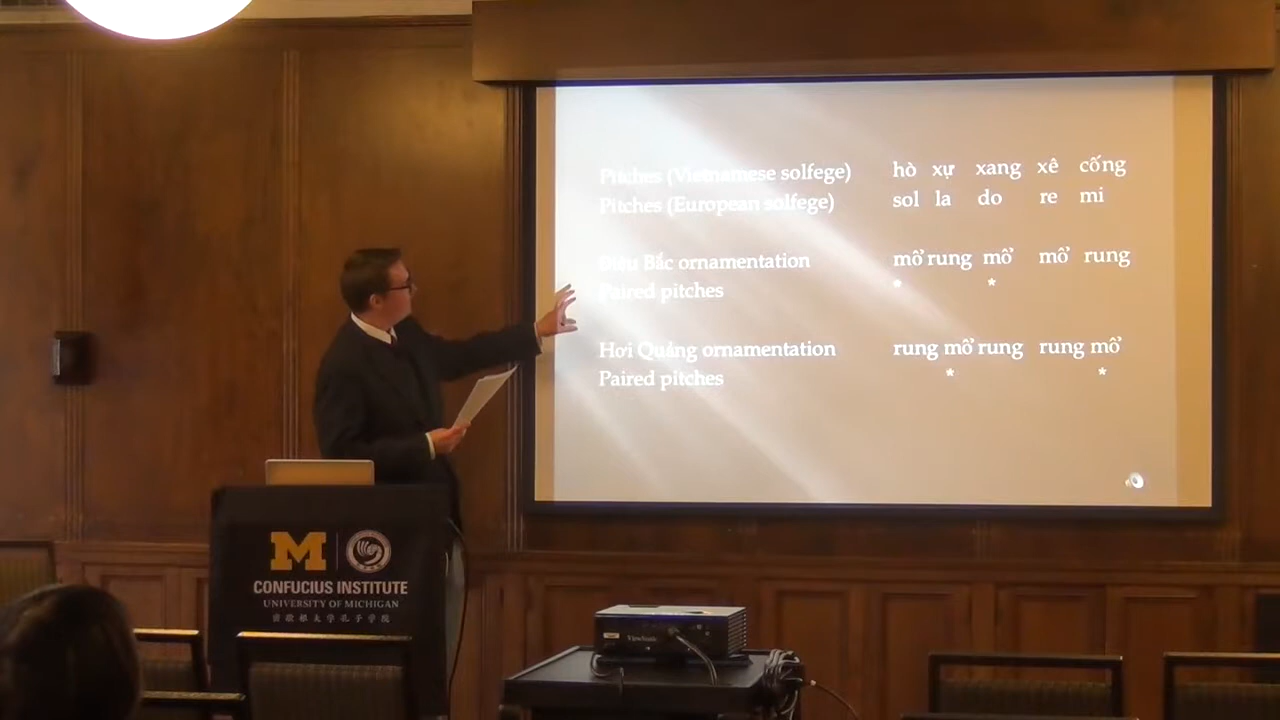 Pitches (Vietnamese solfege) hò xự xang xê cống
Pitches (European solfege) sol la do re mi
Điệu Bắc ornamentation mổ rung mổ mổ rung
Paired pitches * *
Hơi Quảng ornamentation rung mổ rung rung mổ
Paired pitches * *
M
CONFUCIUS INSTITUTE
UNIVERSITY OF MICHIGAN
ViewSonic